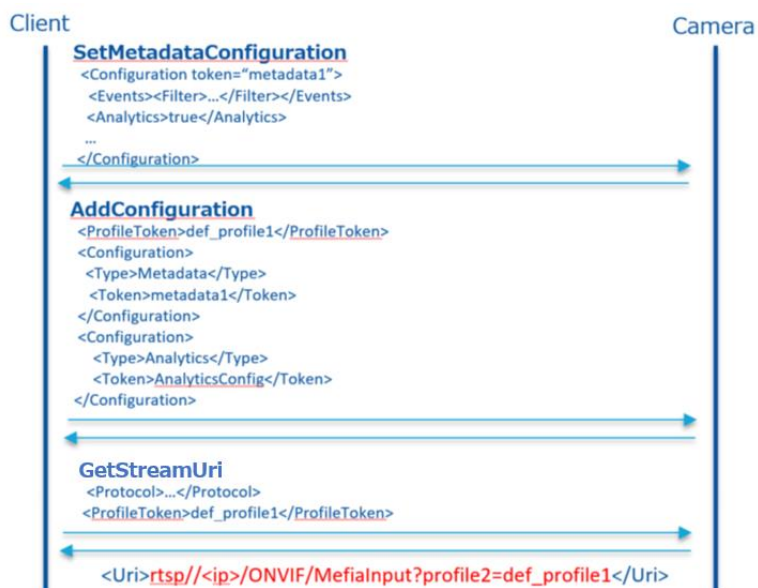 Client
Camera
SetMetadataConfiguration
<Configuration token=“metadata1”>
<Events><Filter>...</Filter></Events>
<Analytics>true</Analytics>
...
</Configuration>
AddConfiguration
<ProfileToken>def_profile1</ProfileToken>
<Configuration>
<Type>Metadata</Type>
<Token>metadata1</Token>
</Configuration>
<Configuration>
<Type>Analytics</Type>
<Token>AnalyticsConfig</Token>
</Configuration>
GetStreamUri
<Protocol>...</Protocol>
<ProfileToken>def_profile1</ProfileToken>
<Uri>rtsp//<ip>/ONVIF/MefiaInput?profile2=def_profile1</Uri>